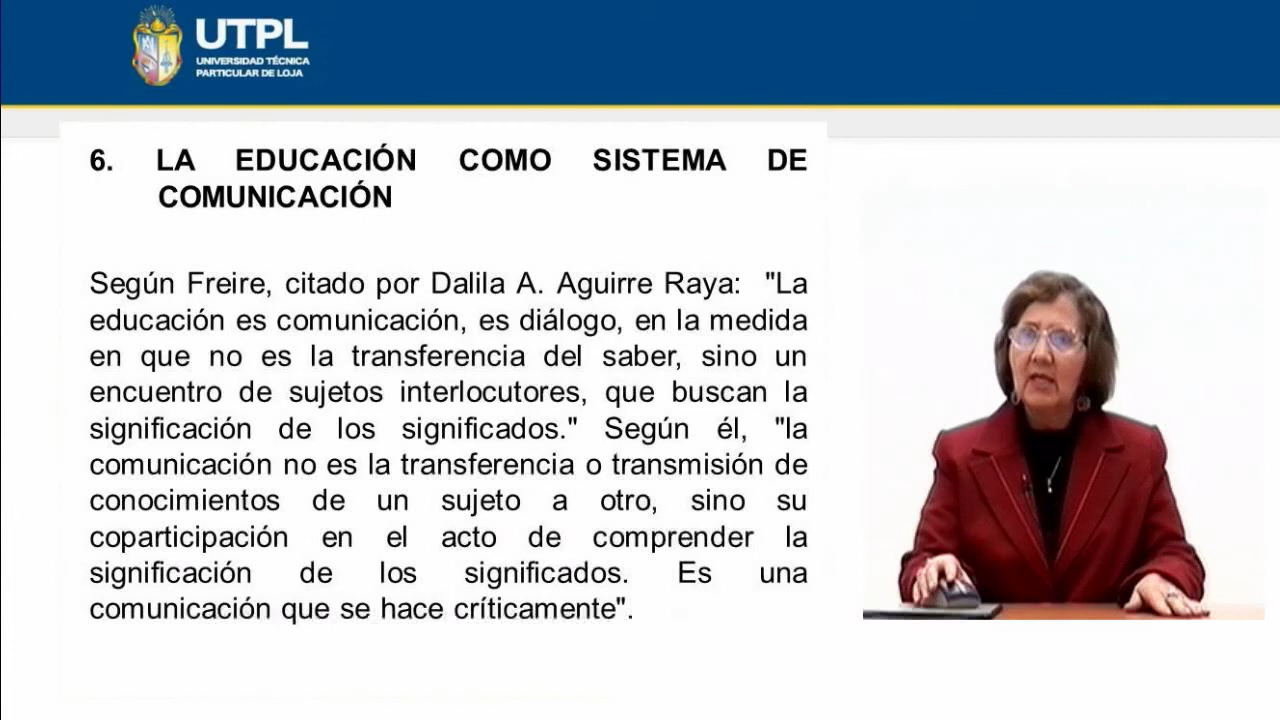 UTPL
UNIVERSIDAD TÉCNICA
PARTICULAR DE LOJA
6. LA EDUCACIÓN COMO SISTEMA DE
COMUNICACIÓN
Según Freire, citado por Dalila A. Aguirre Raya: "La
educación es comunicación, es diálogo, en la medida
en que no es la transferencia del saber, sino un
encuentro de sujetos interlocutores, que buscan la
significación de los significados." Según él, "la
comunicación no es la transferencia o transmisión de
conocimientos de un sujeto a otro, sino su
coparticipación en el acto de comprender la
significación de los significados. Es una
comunicación que se hace críticamente".